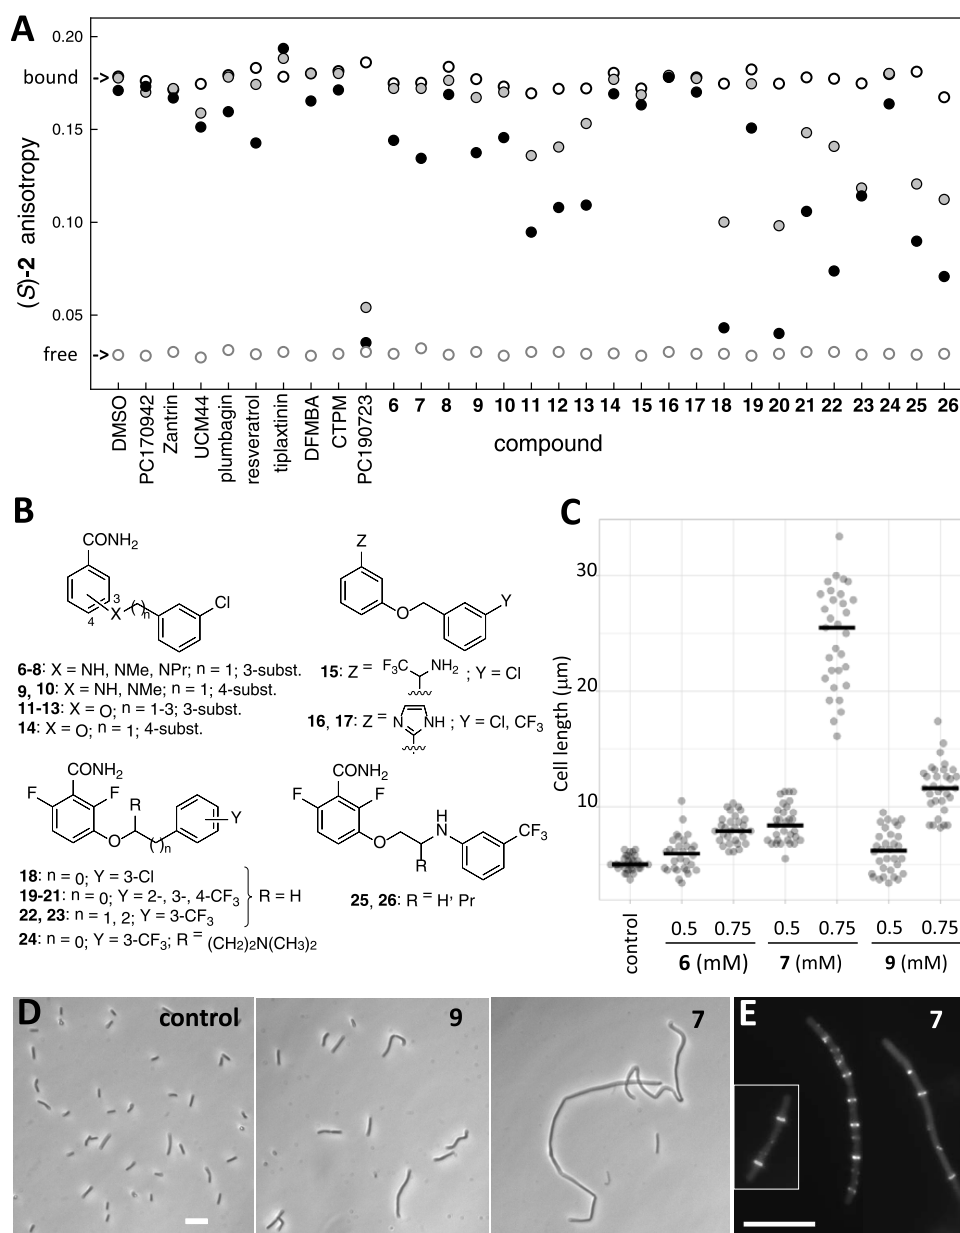 A
0.20
bound ->
0.15
0.10
0.05
free ->
(S)-2 anisotropy
DMSO
PC170942
Zantrin
UCM44
plumbagin
resveratrol
tiplaxtinin
DFMBA
CTPM
PC190723
6 7 8 9 10 11 12 13 14 15 16 17 18 19 20 21 22 23 24 25 26
compound
B
CONH2
3
4
X
( )n
Cl
6-8: X = NH, NMe, NPr; n = 1; 3-subst.
9, 10: X = NH, NMe; n = 1; 4-subst.
11-13: X = O; n = 1-3; 3-subst.
14: X = O; n = 1; 4-subst.
Z
O
Y
15: Z = F3C NH2 ; Y = Cl
16, 17: Z = N NH ; Y = Cl, CF3
CONH2
F
F
R
O
( )n
Y
18: n = 0; Y = 3-Cl
19-21: n = 0; Y = 2-, 3-, 4-CF3
R = H
22, 23: n = 1, 2; Y = 3-CF3
24: n = 0; Y = 3-CF3; R = (CH2)2N(CH3)2
CONH2
F
F
H
N
O
R
CF3
25, 26: R = H, Pr
C
30
20
10
Cell length (µm)
control
0.5 0.75 0.5 0.75 0.5 0.75
6 (mM) 7 (mM) 9 (mM)
D
control
9
7
E
7